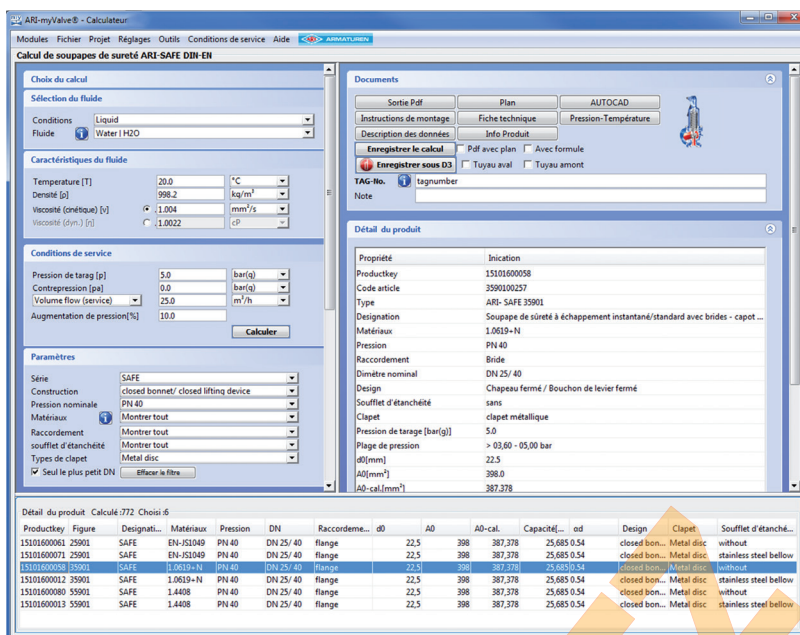 ARI-myValve® - Calculateur
Modules Fichier Projet Réglages Outils Conditions de service Aide ARI ARMATUREN
Calcul de soupapes de sureté ARI-SAFE DIN-EN
Choix du calcul
Sélection du fluide
Conditions Liquid
Fluide Water | H2O
Caractéristiques du fluide
Temperature [T] 20.0 °C
Densité [ρ] 998.2 kg/m³
Viscosité (cinétique) [ν] 1.004 mm²/s
Viscosité (dyn.) [η] 1.0022 cP
Conditions de service
Pression de tarag [p] 5.0 bar(g)
Contrepression [pa] 0.0 bar(g)
Volume flow (service) 25.0 m³/h
Augmentation de pression[%] 10.0
Calculer
Paramètres
Série SAFE
Construction closed bonnet/ closed lifting device
Pression nominale PN 40
Matériaux Montrer tout
Raccordement Montrer tout
soufflet d'étanchéité Montrer tout
Types de clapet Metal disc
Seul le plus petit DN Effacer le filtre
Documents
Sortie Pdf Plan AUTOCAD
Instructions de montage Fiche technique Pression-Température
Description des données Info Produit
Enregistrer le calcul Pdf avec plan Avec formule
Enregistrer sous D3 Tuyau aval Tuyau amont
TAG-No. tagnumber
Note
Détail du produit
Propriété Inication
Productkey 15101600058
Code article 3590100257
Type ARI- SAFE 35901
Designation Soupape de sûreté à échappement instantané/standard avec brides - capot ...
Matériaux 1.0619+N
Pression PN 40
Raccordement Bride
Dimètre nominal DN 25/ 40
Design Chapeau fermé / Bouchon de levier fermé
Soufflet d'étanchéité sans
Clapet clapet métallique
Pression de tarage [bar(g)] 5.0
Plage de pression > 03,60 - 05,00 bar
d0[mm] 22.5
A0[mm²] 398.0
A0-cal.[mm²] 387.378
Détail du produit Calculé :772 Choisi :6
Productkey Figure Designati... Matériaux Pression DN Raccordeme... d0 A0 A0-cal. Capacité[... αd Design Clapet Soufflet d'étanché...
15101600061 25901 SAFE EN-JS1049 PN 40 DN 25/ 40 flange 22,5 398 387,378 25,685 0.54 closed bon... Metal disc without
15101600071 25901 SAFE EN-JS1049 PN 40 DN 25/ 40 flange 22,5 398 387,378 25,685 0.54 closed bon... Metal disc stainless steel bellow
15101600058 35901 SAFE 1.0619+N PN 40 DN 25/ 40 flange 22,5 398 387,378 25,685 0.54 closed bon... Metal disc without
15101600012 35901 SAFE 1.0619+N PN 40 DN 25/ 40 flange 22,5 398 387,378 25,685 0.54 closed bon... Metal disc stainless steel bellow
15101600080 55901 SAFE 1.4408 PN 40 DN 25/ 40 flange 22,5 398 387,378 25,685 0.54 closed bon... Metal disc without
15101600013 55901 SAFE 1.4408 PN 40 DN 25/ 40 flange 22,5 398 387,378 25,685 0.54 closed bon... Metal disc stainless steel bellow